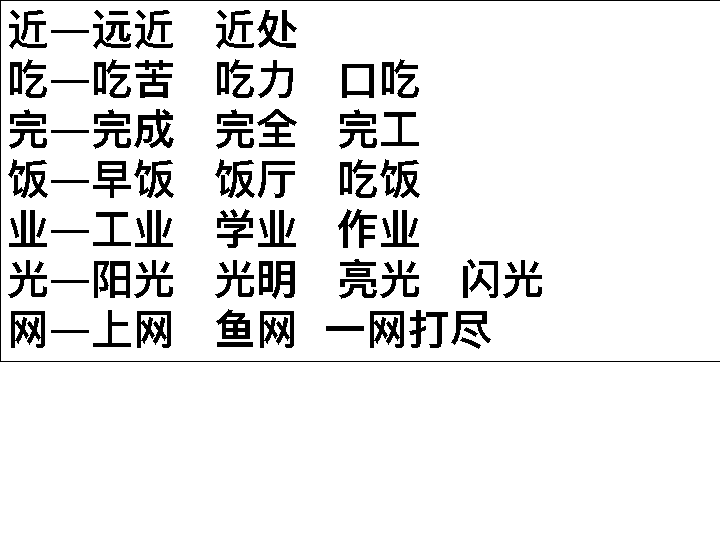 近—远近 近处
吃—吃苦 吃力 口吃
完—完成 完全 完工
饭—早饭 饭厅 吃饭
业—工业 学业 作业
光—阳光 光明 亮光 闪光
网—上网 鱼网 一网打尽